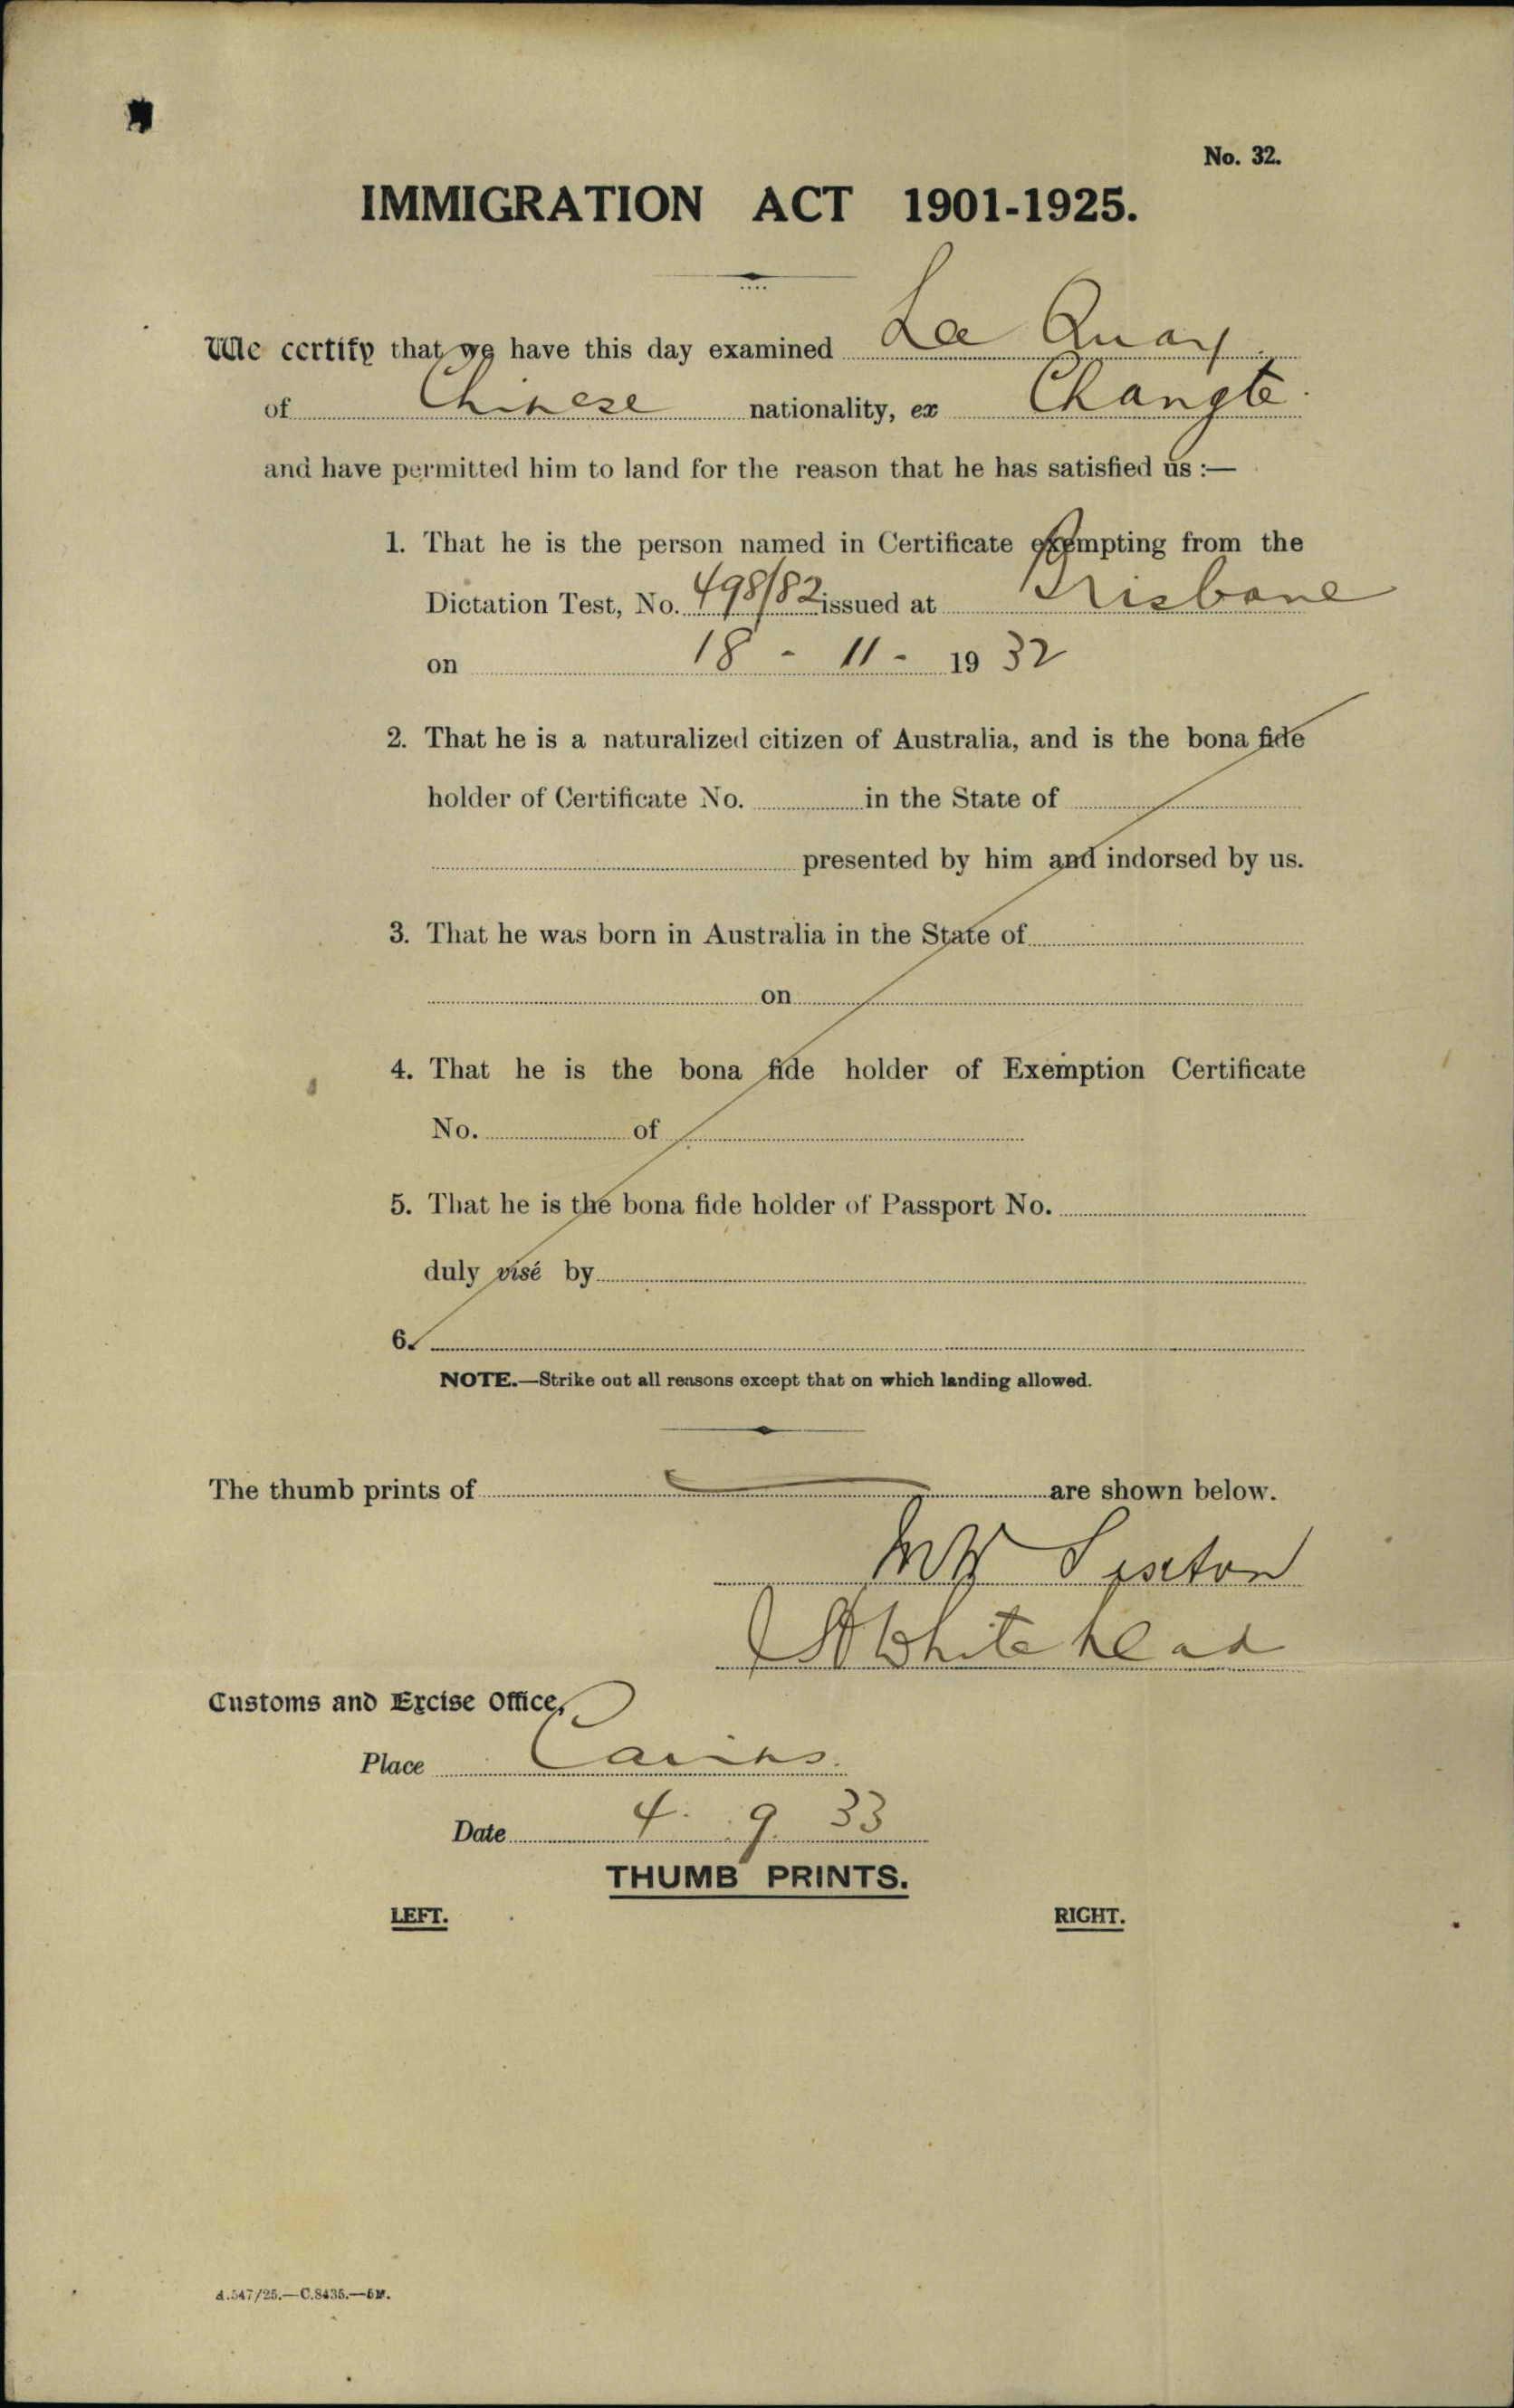 No. 32.
IMMIGRATION ACT 1901-1925.
We certify that we have this day examined Lee Quay
of Chinese nationality, ex Changte.
and have permitted him to land for the reason that he has satisfied us :—
1. That he is the person named in Certificate exempting from the
Dictation Test, No. 498/82 issued at Brisbane
on 18 - 11 - 1932
2. That he is a naturalized citizen of Australia, and is the bona fide
holder of Certificate No. in the State of
presented by him and indorsed by us.
3. That he was born in Australia in the State of
on
4. That he is the bona fide holder of Exemption Certificate
No. of
5. That he is the bona fide holder of Passport No.
duly visé by
6.
NOTE.—Strike out all reasons except that on which landing allowed.
The thumb prints of are shown below.
Sexton
Whitehead
Customs and Excise Office,
Place Cairns.
Date 4. 9. 33
THUMB PRINTS.
LEFT. RIGHT.
A.547/25.—C.8435.—5M.